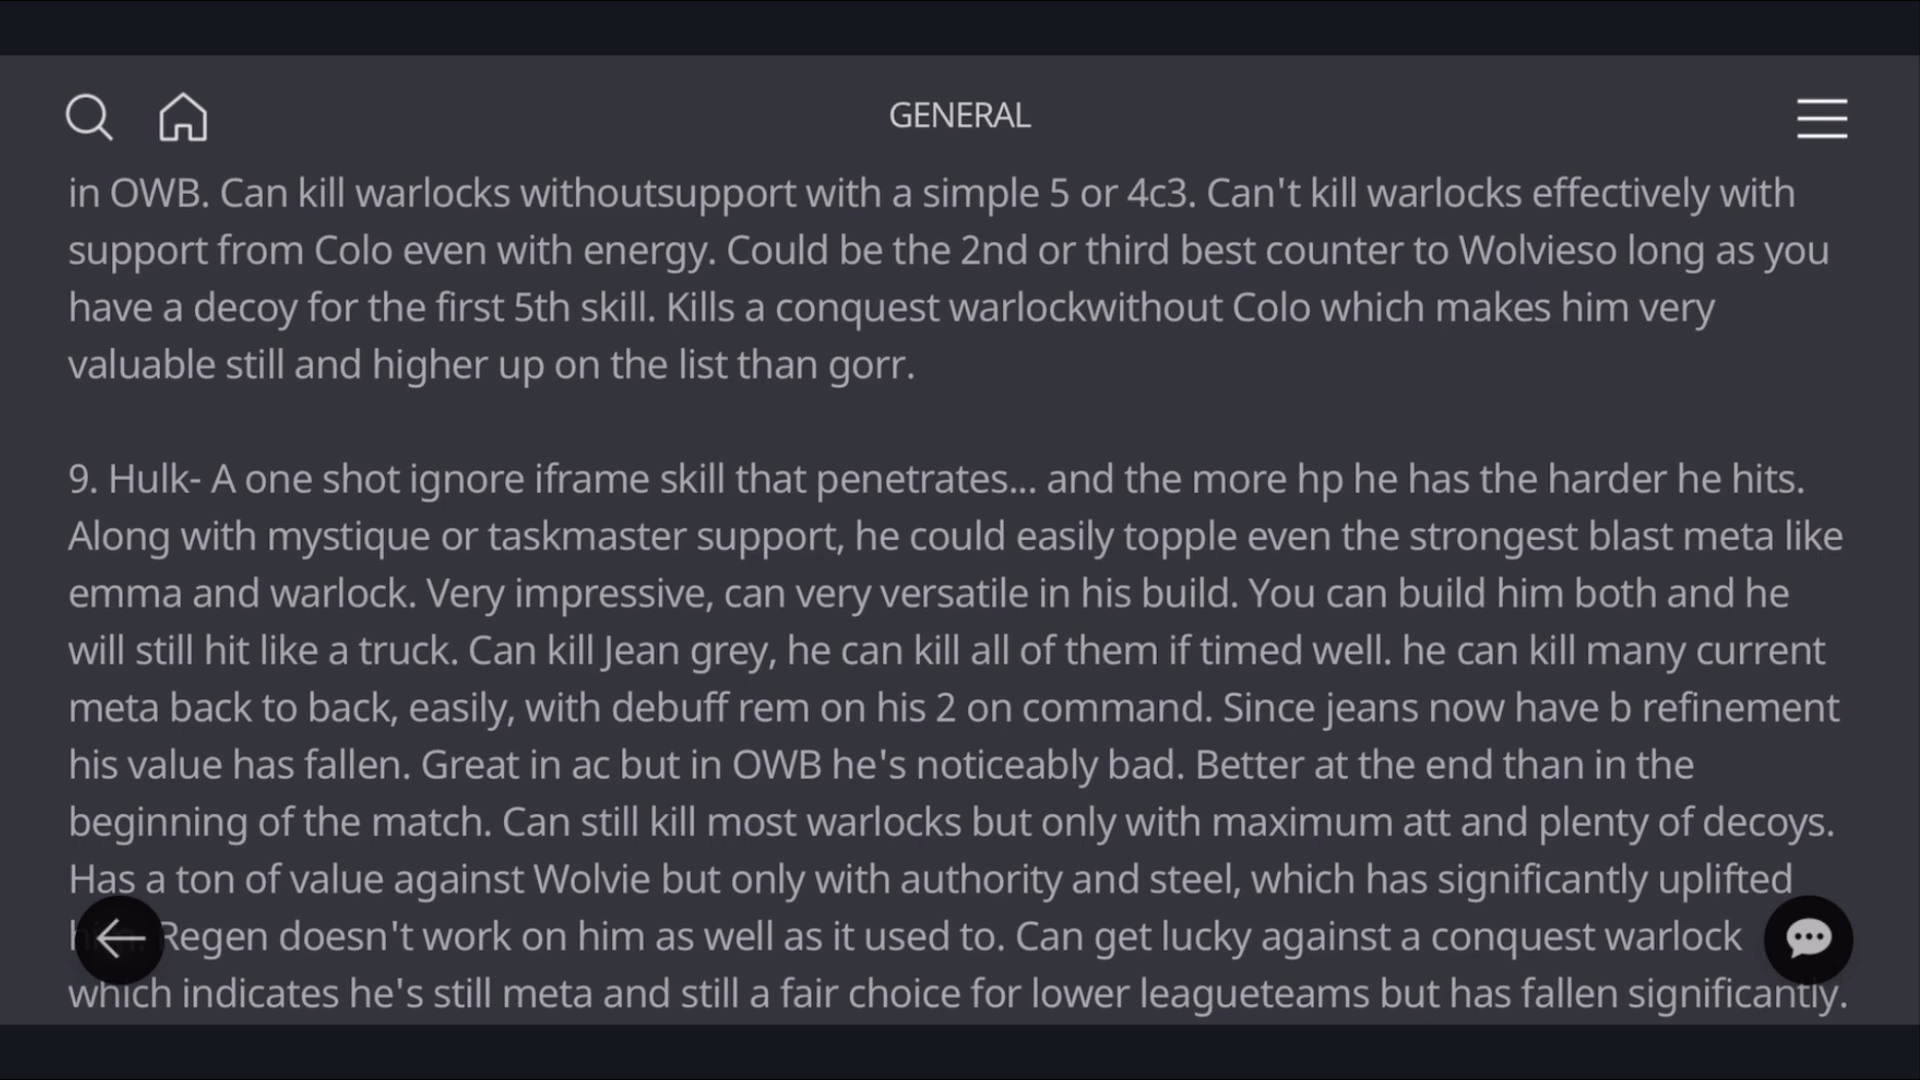 GENERAL
in OWB. Can kill warlocks withoutsupport with a simple 5 or 4c3. Can't kill warlocks effectively with
support from Colo even with energy. Could be the 2nd or third best counter to Wolvieso long as you
have a decoy for the first 5th skill. Kills a conquest warlockwithout Colo which makes him very
valuable still and higher up on the list than gorr.
9. Hulk- A one shot ignore iframe skill that penetrates... and the more hp he has the harder he hits.
Along with mystique or taskmaster support, he could easily topple even the strongest blast meta like
emma and warlock. Very impressive, can very versatile in his build. You can build him both and he
will still hit like a truck. Can kill Jean grey, he can kill all of them if timed well. he can kill many current
meta back to back, easily, with debuff rem on his 2 on command. Since jeans now have b refinement
his value has fallen. Great in ac but in OWB he's noticeably bad. Better at the end than in the
beginning of the match. Can still kill most warlocks but only with maximum att and plenty of decoys.
Has a ton of value against Wolvie but only with authority and steel, which has significantly uplifted
Regen doesn't work on him as well as it used to. Can get lucky against a conquest warlock
which indicates he's still meta and still a fair choice for lower leagueteams but has fallen significantly.